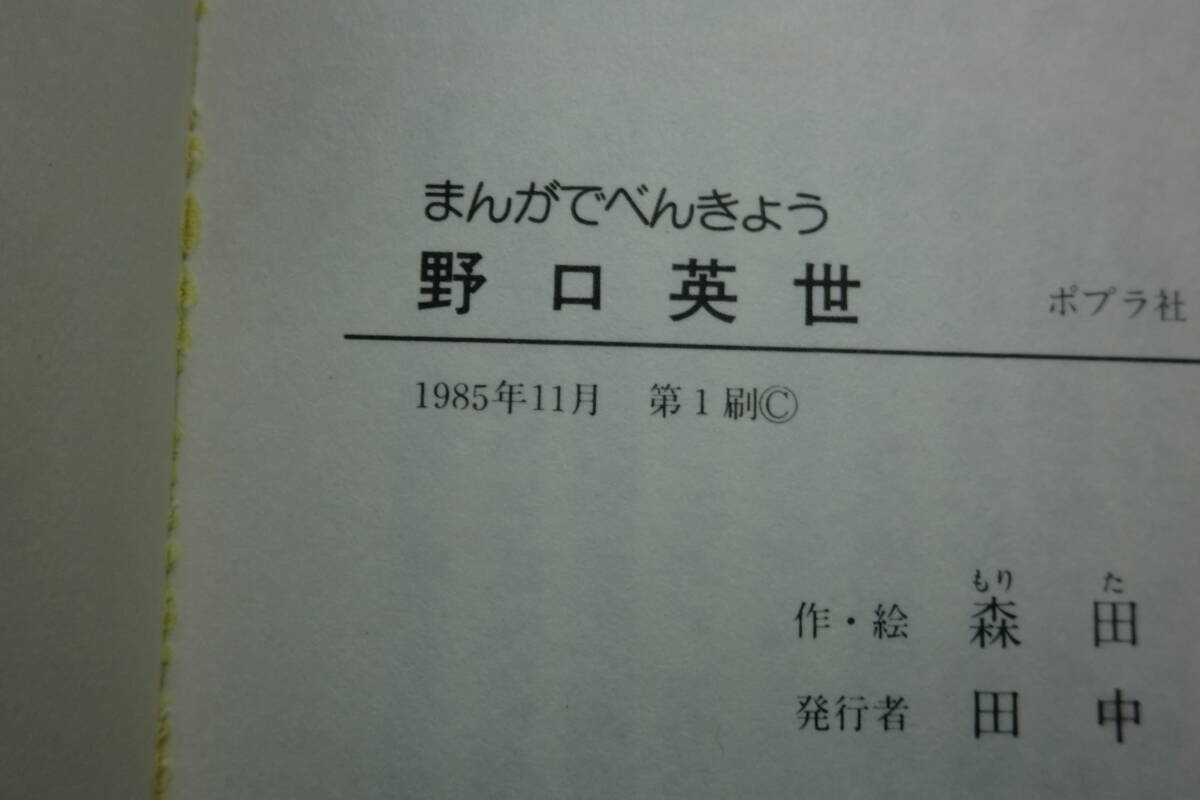 まんがでべんきょう
野口英世 ポプラ社
1985年11月 第1刷Ⓒ
もり た
作・絵 森田
発行者 田中